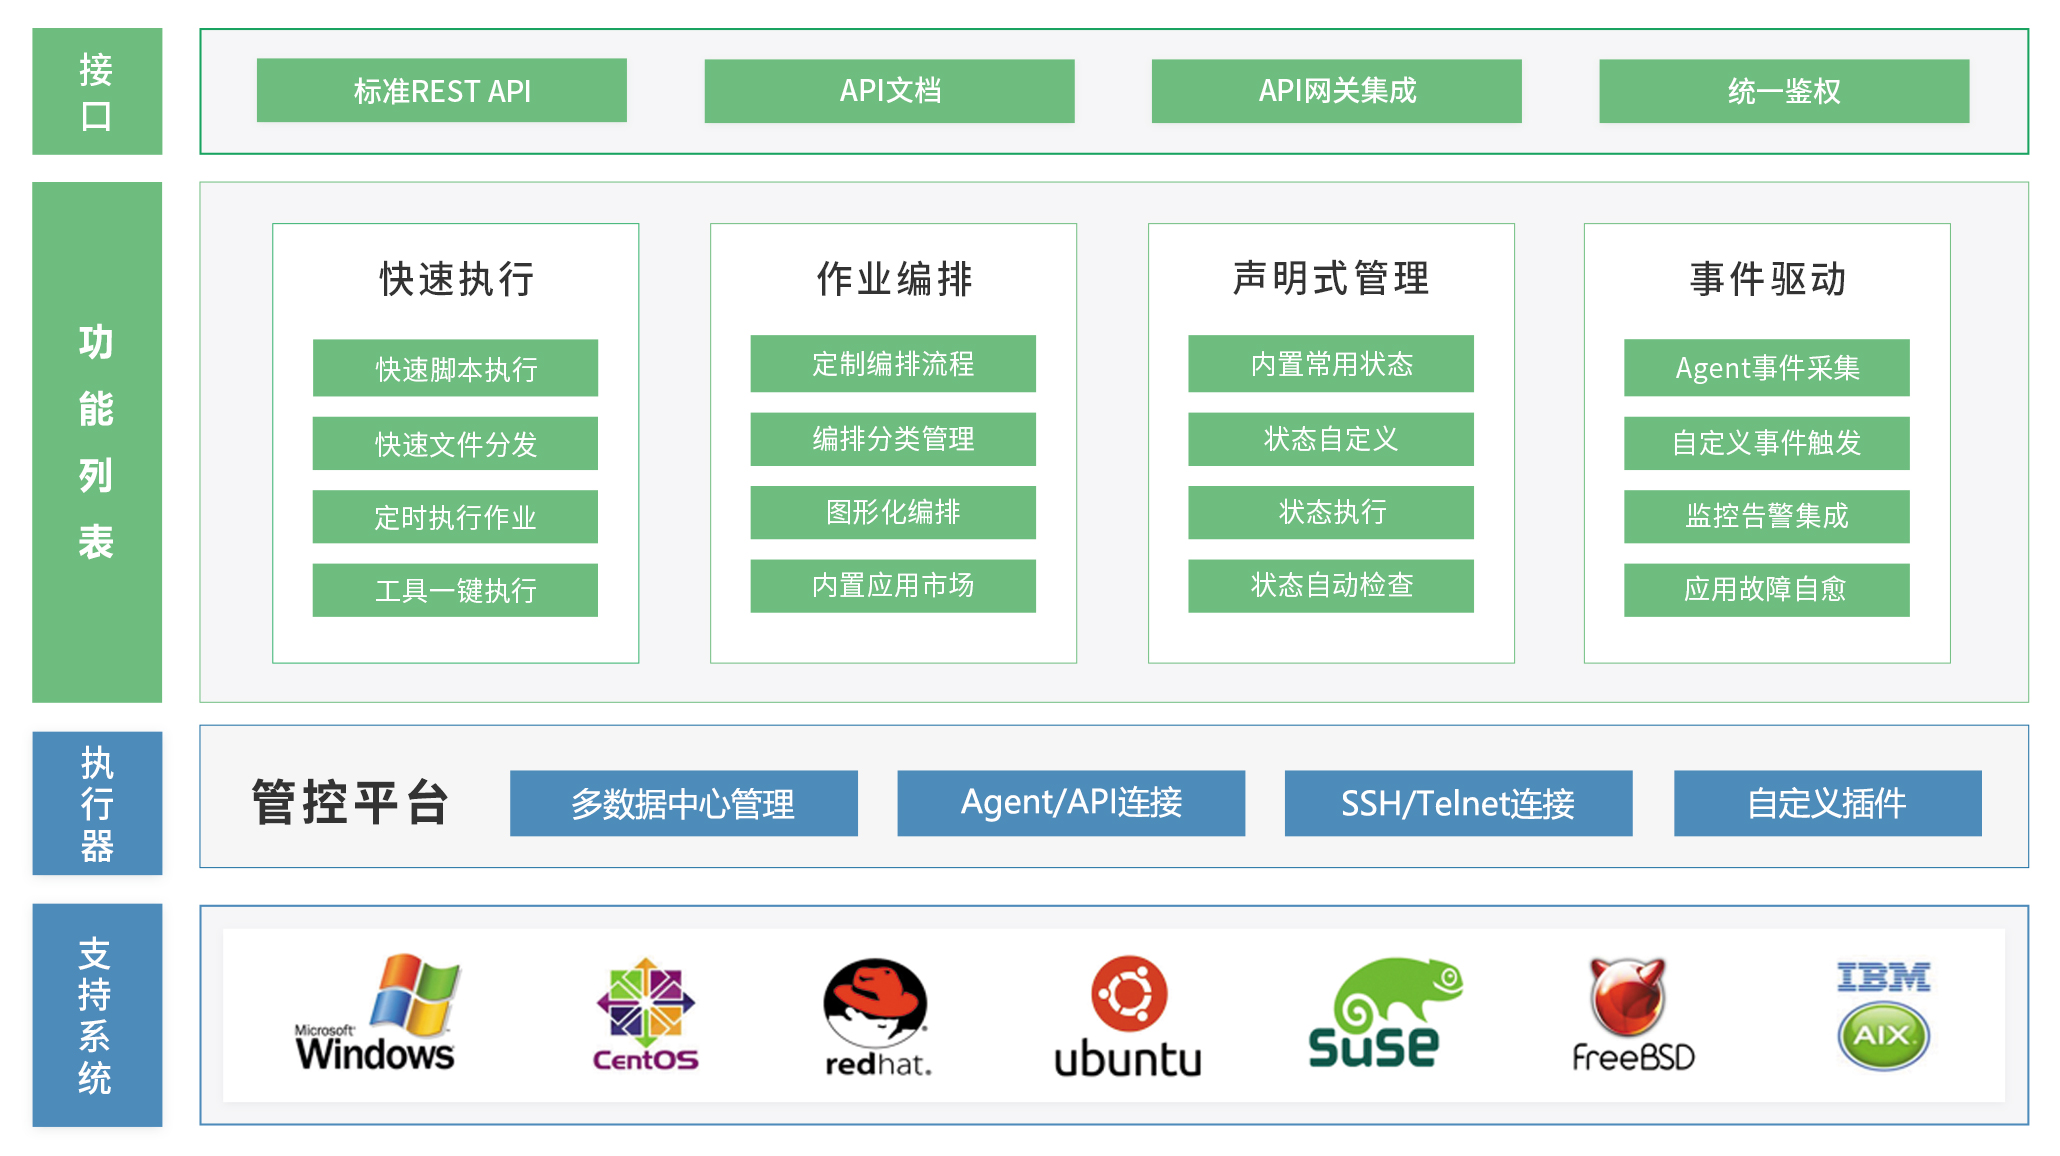 接口
标准REST API
API文档
API网关集成
统一鉴权
功能列表
快速执行
快速脚本执行
快速文件分发
定时执行作业
工具一键执行
作业编排
定制编排流程
编排分类管理
图形化编排
内置应用市场
声明式管理
内置常用状态
状态自定义
状态执行
状态自动检查
事件驱动
Agent事件采集
自定义事件触发
监控告警集成
应用故障自愈
执行器
管控平台
多数据中心管理
Agent/API连接
SSH/Telnet连接
自定义插件
支持系统
Microsoft
Windows
CentOS
redhat.
ubuntu
suse
FreeBSD
IBM
AIX